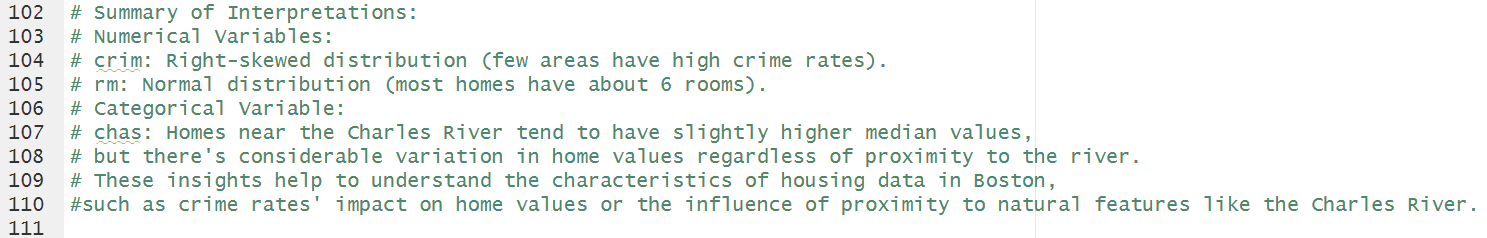 102 # Summary of Interpretations:
103 # Numerical Variables:
104 # crim: Right-skewed distribution (few areas have high crime rates).
105 # rm: Normal distribution (most homes have about 6 rooms).
106 # Categorical Variable:
107 # chas: Homes near the Charles River tend to have slightly higher median values,
108 # but there's considerable variation in home values regardless of proximity to the river.
109 # These insights help to understand the characteristics of housing data in Boston,
110 #such as crime rates' impact on home values or the influence of proximity to natural features like the Charles River.
111